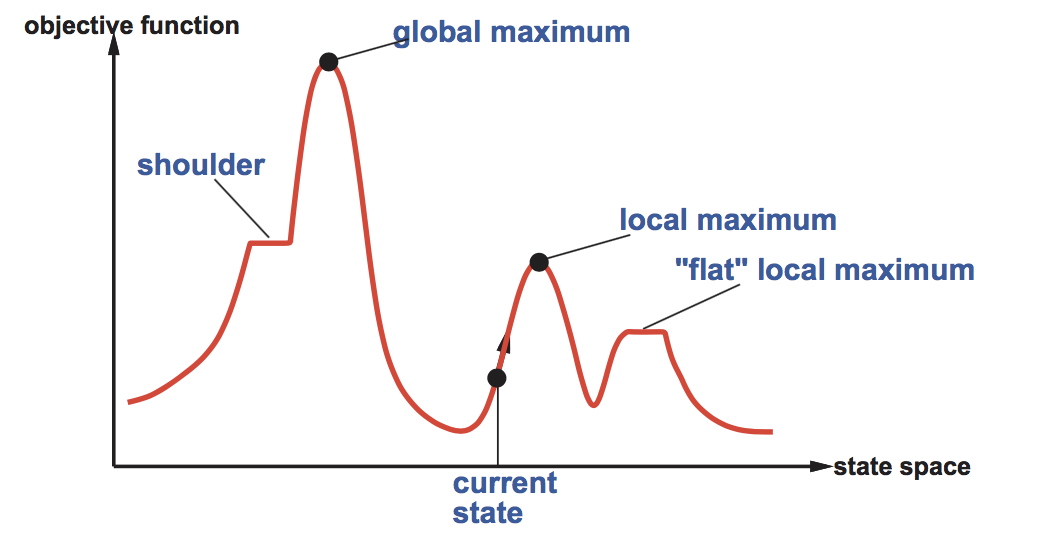 objective function
global maximum
shoulder
local maximum
"flat" local maximum
state space
current
state